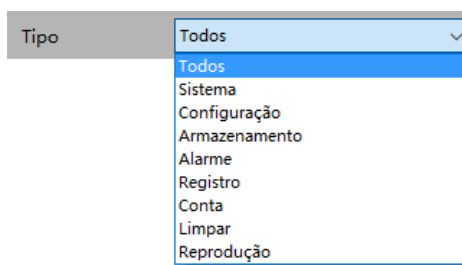 Tipo Todos
Todos
Sistema
Configuração
Armazenamento
Alarme
Registro
Conta
Limpar
Reprodução